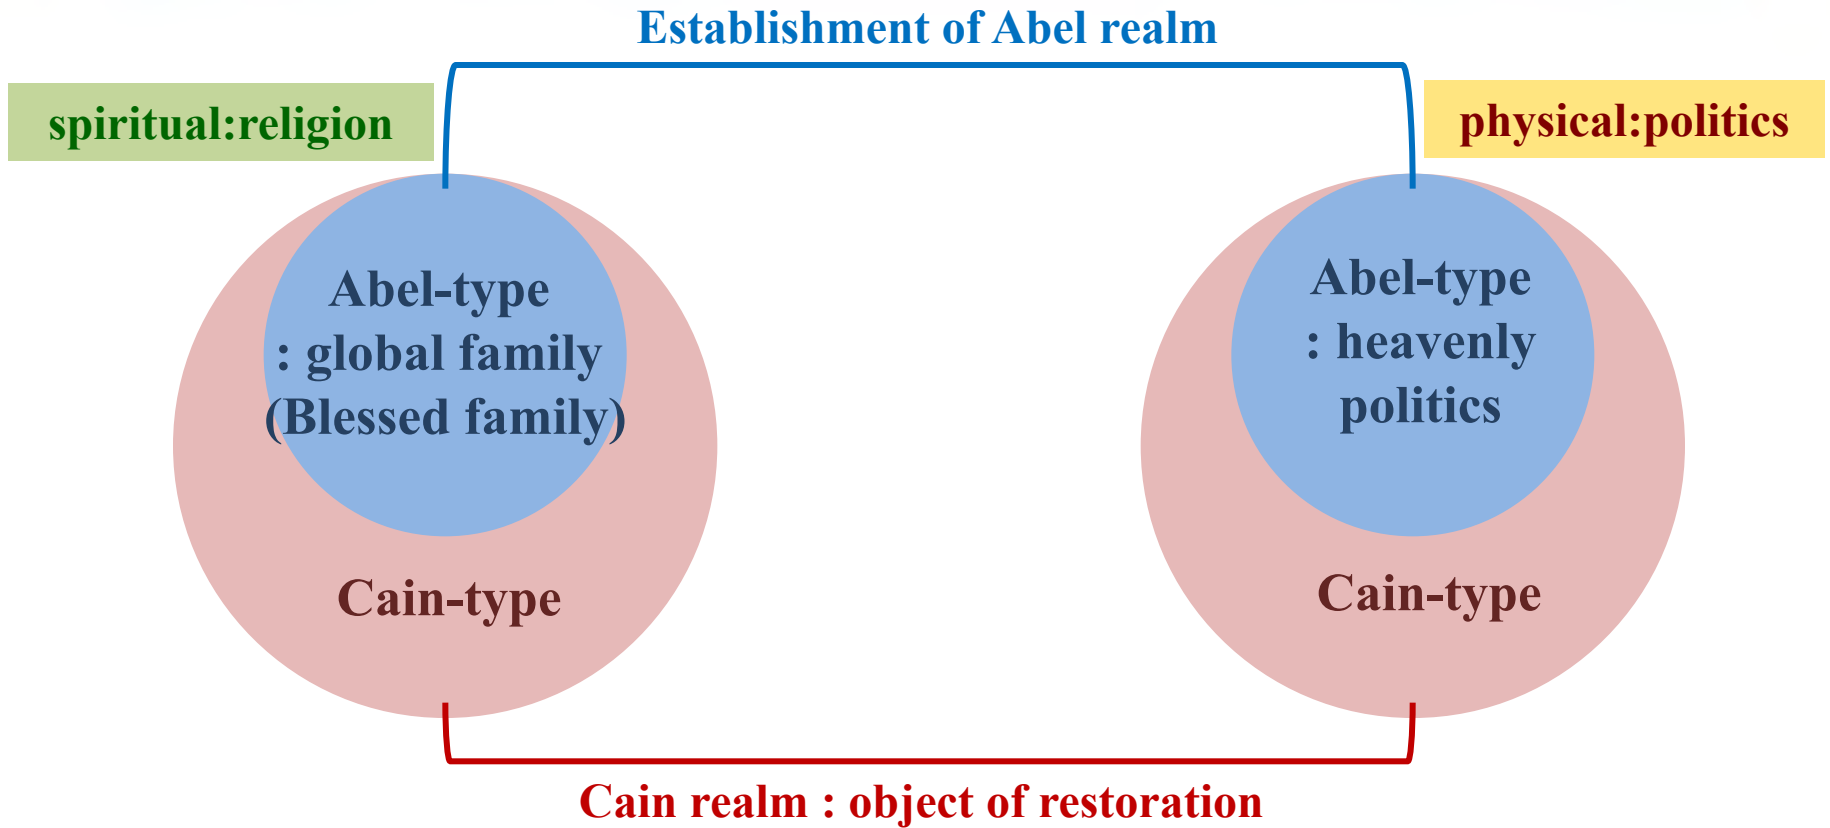 Establishment of Abel realm
spiritual:religion
physical:politics
Abel-type
: global family
(Blessed family)
Cain-type
Abel-type
: heavenly
politics
Cain-type
Cain realm : object of restoration